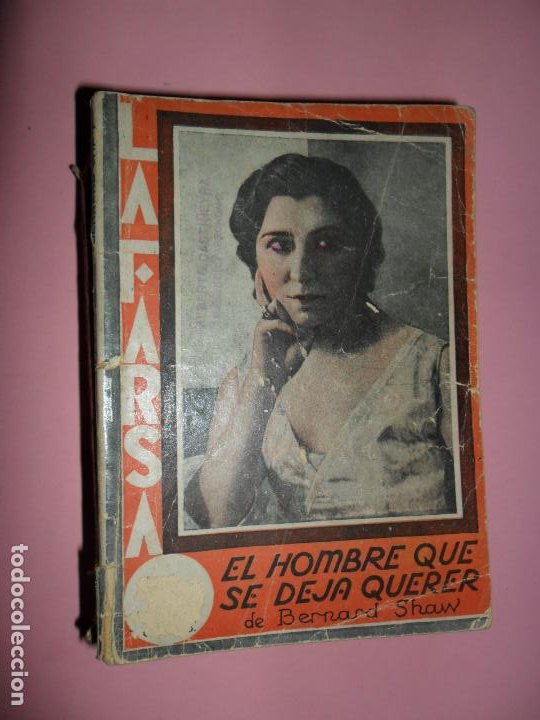 LA FARSA
EL HOMBRE QUE
SE DEJA QUERER
de Bernard Shaw
todocoleccion